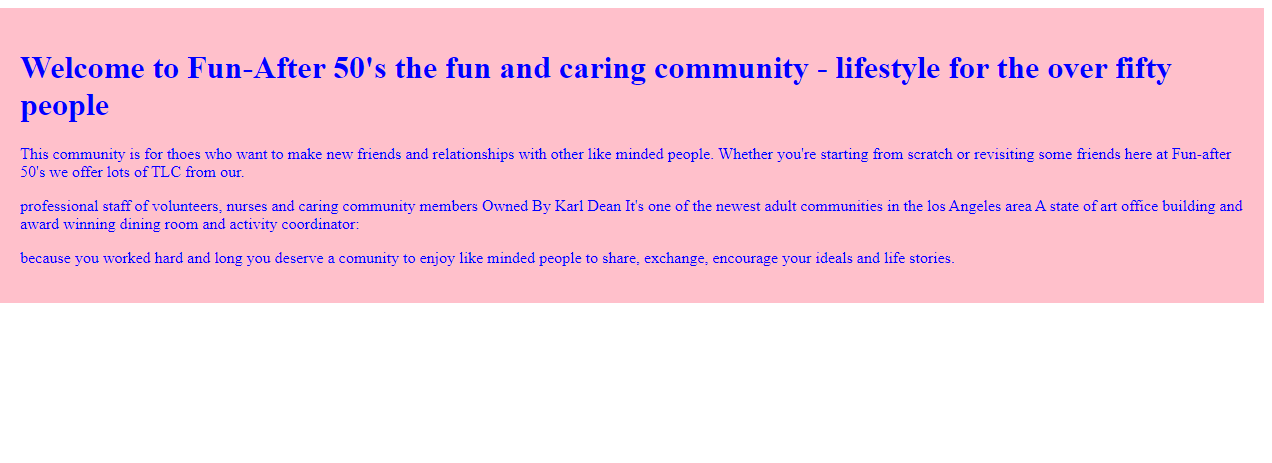 Welcome to Fun-After 50's the fun and caring community - lifestyle for the over fifty
people
This community is for thoes who want to make new friends and relationships with other like minded people. Whether you're starting from scratch or revisiting some friends here at Fun-after
50's we offer lots of TLC from our.
professional staff of volunteers, nurses and caring community members Owned By Karl Dean It's one of the newest adult communities in the los Angeles area A state of art office building and
award winning dining room and activity coordinator:
because you worked hard and long you deserve a comunity to enjoy like minded people to share, exchange, encourage your ideals and life stories.